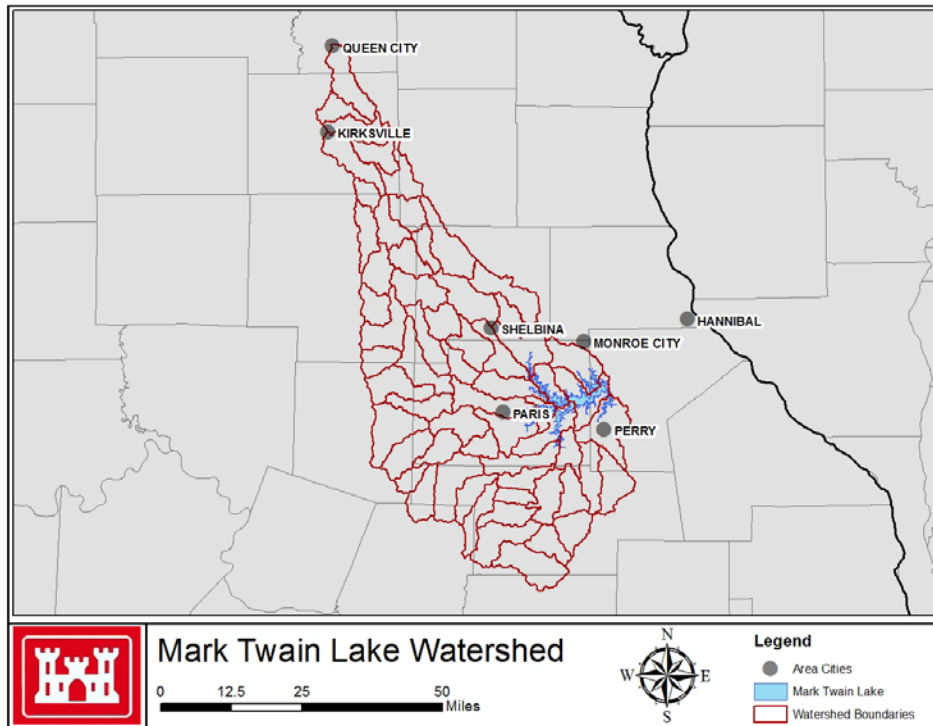 QUEEN CITY
KIRKSVILLE
SHELBINA
HANNIBAL
MONROE CITY
PARIS
PERRY
Mark Twain Lake Watershed
0 12.5 25 50
Miles
N
W E
S
Legend
Area Cities
Mark Twain Lake
Watershed Boundaries